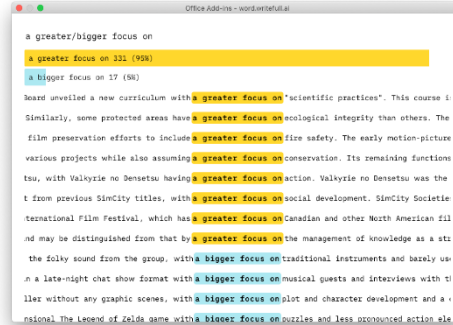 Office Add-ins - word.writefull.ai
a greater/bigger focus on
a greater focus on 331 (95%)
a bigger focus on 17 (5%)
Board unveiled a new curriculum with a greater focus on "scientific practices". This course i
Similarly, some protected areas have a greater focus on ecological integrity than others. The
film preservation efforts to include a greater focus on fire safety. The early motion-picture
various projects while also assuming a greater focus on conservation. Its remaining functions
tsu, with Valkyrie no Densetsu having a greater focus on action. Valkyrie no Densetsu was the
t from previous SimCity titles, with a greater focus on social development. SimCity Societies
ternational Film Festival, which has a greater focus on Canadian and other North American fil
nd may be distinguished from that by a greater focus on the management of knowledge as a str
the folky sound from the group, with a bigger focus on traditional instruments and barely us
n a late-night chat show format with a bigger focus on musical guests and interviews with th
ller without any graphic scenes, with a bigger focus on plot and character development and a
nsional The Legend of Zelda game with a bigger focus on puzzles and less pronounced action ele